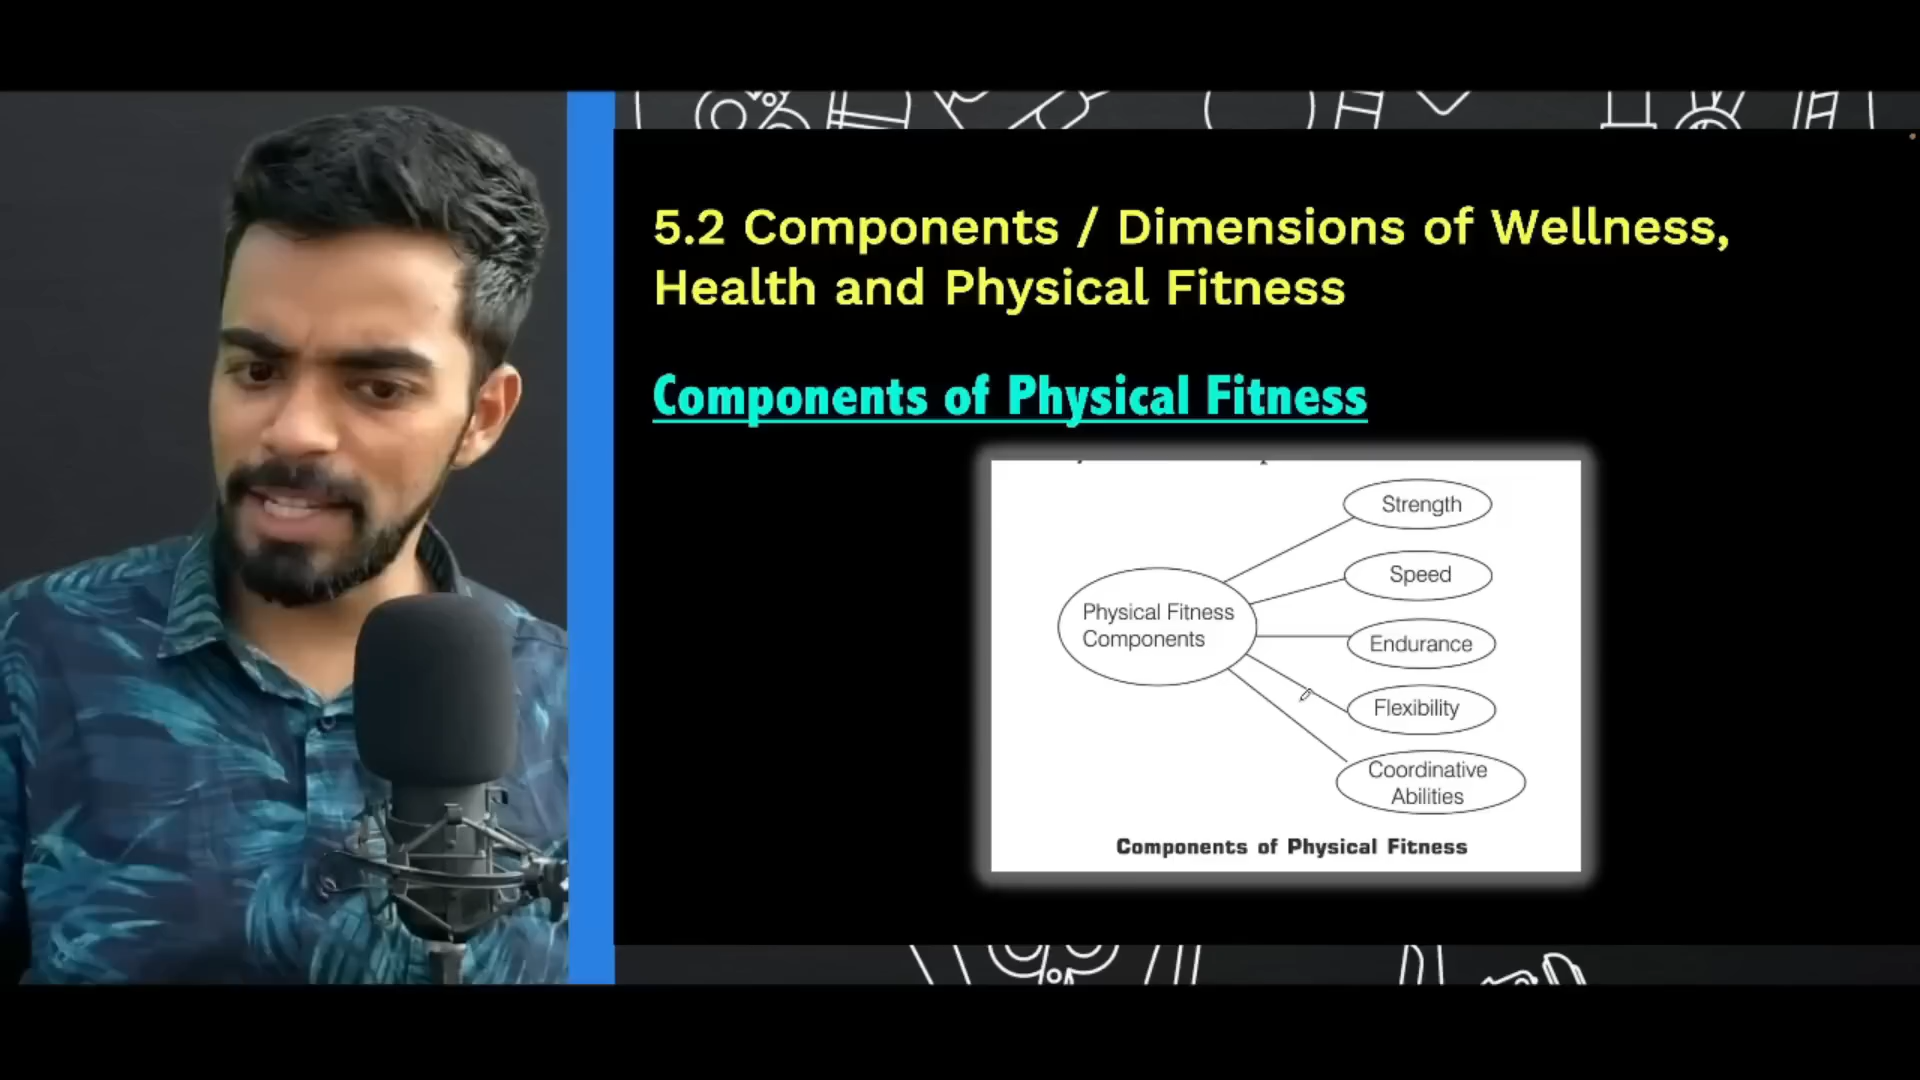 5.2 Components / Dimensions of Wellness,
Health and Physical Fitness
Components of Physical Fitness
Strength
Speed
Physical Fitness
Components
Endurance
Flexibility
Coordinative
Abilities
Components of Physical Fitness